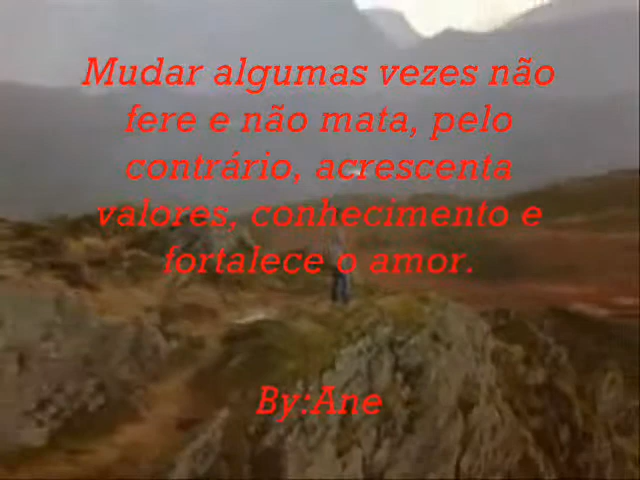 Mudar algumas vezes não
fere e não mata, pelo
contrário, acrescenta
valores, conhecimento e
fortalece o amor.
By:Ane